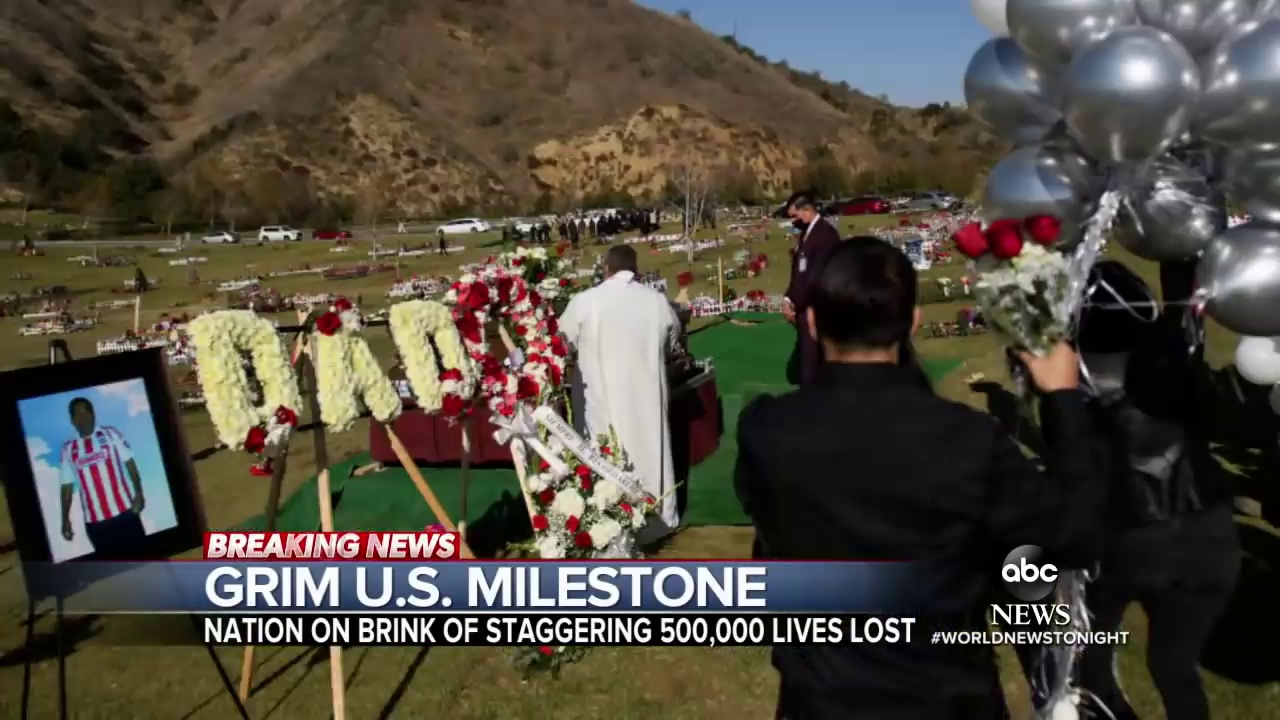 DAD
BREAKING NEWS
GRIM U.S. MILESTONE
NATION ON BRINK OF STAGGERING 500,000 LIVES LOST
abc
NEWS
#WORLDNEWSTONIGHT